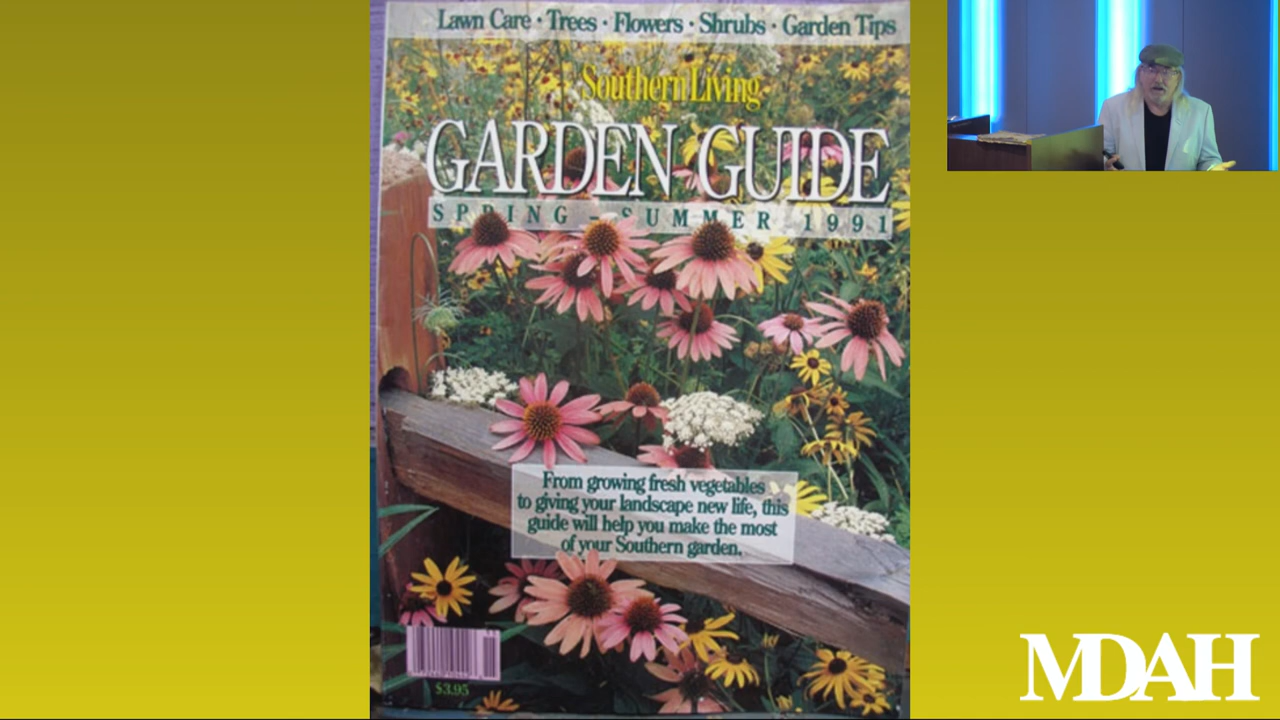 Lawn Care · Trees · Flowers · Shrubs · Garden Tips
Southern Living
GARDEN GUIDE
SPRING - SUMMER 1991
From growing fresh vegetables
to giving your landscape new life, this
guide will help you make the most
of your Southern garden.
$3.95
MDAH